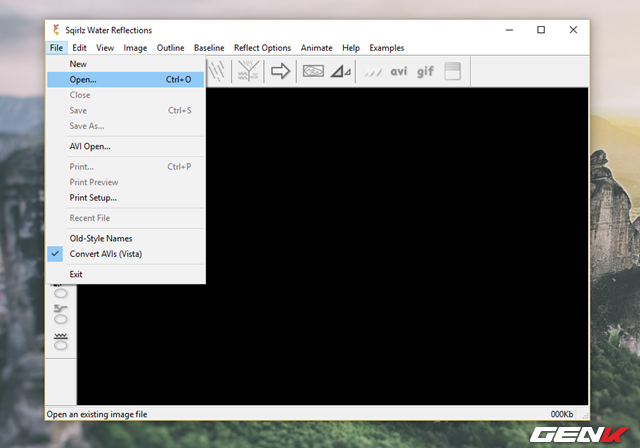 Sqirlz Water Reflections
File Edit View Image Outline Baseline Reflect Options Animate Help Examples
New
Open... Ctrl+O
Close
Save Ctrl+S
Save As...
AVI Open...
Print... Ctrl+P
Print Preview
Print Setup...
Recent File
Old-Style Names
Convert AVIs (Vista)
Exit
avi gif
Open an existing image file 000Kb
GENK